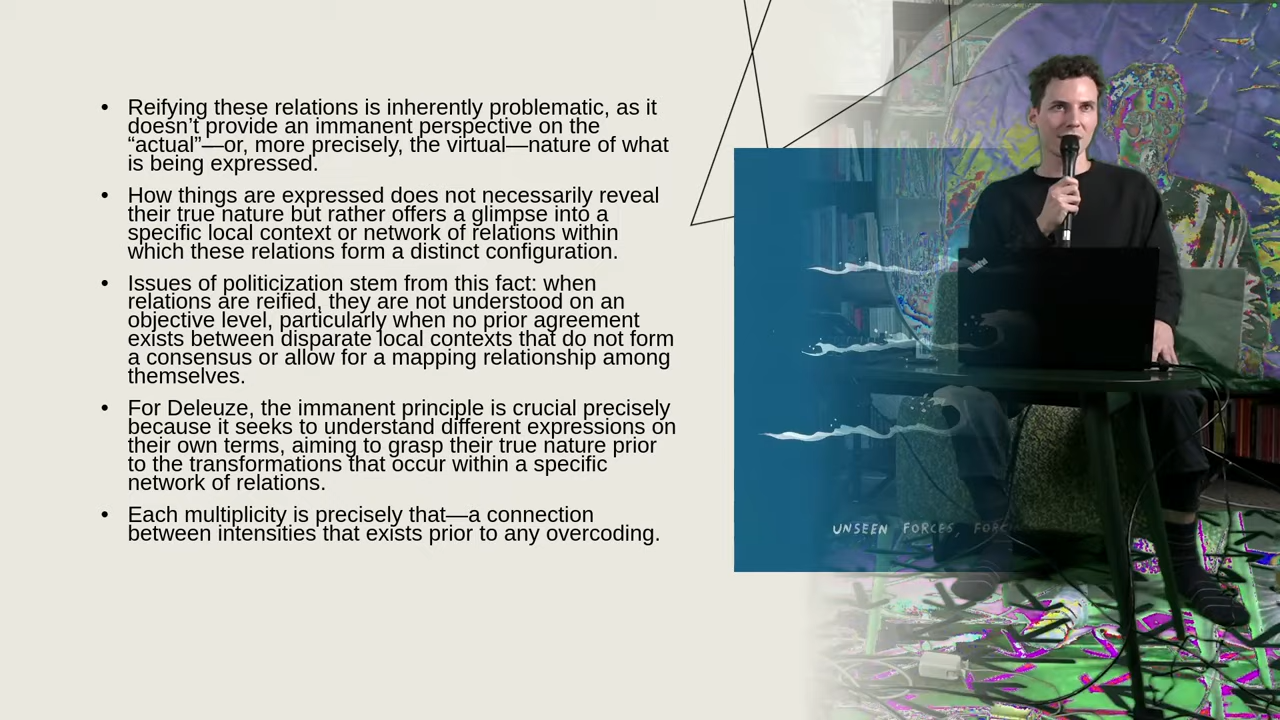 • Reifying these relations is inherently problematic, as it
doesn’t provide an immanent perspective on the
“actual”—or, more precisely, the virtual—nature of what
is being expressed.
• How things are expressed does not necessarily reveal
their true nature but rather offers a glimpse into a
specific local context or network of relations within
which these relations form a distinct configuration.
• Issues of politicization stem from this fact: when
relations are reified, they are not understood on an
objective level, particularly when no prior agreement
exists between disparate local contexts that do not form
a consensus or allow for a mapping relationship among
themselves.
• For Deleuze, the immanent principle is crucial precisely
because it seeks to understand different expressions on
their own terms, aiming to grasp their true nature prior
to the transformations that occur within a specific
network of relations.
• Each multiplicity is precisely that—a connection
between intensities that exists prior to any overcoding.
ThinkPad
UNSEEN FORCES,